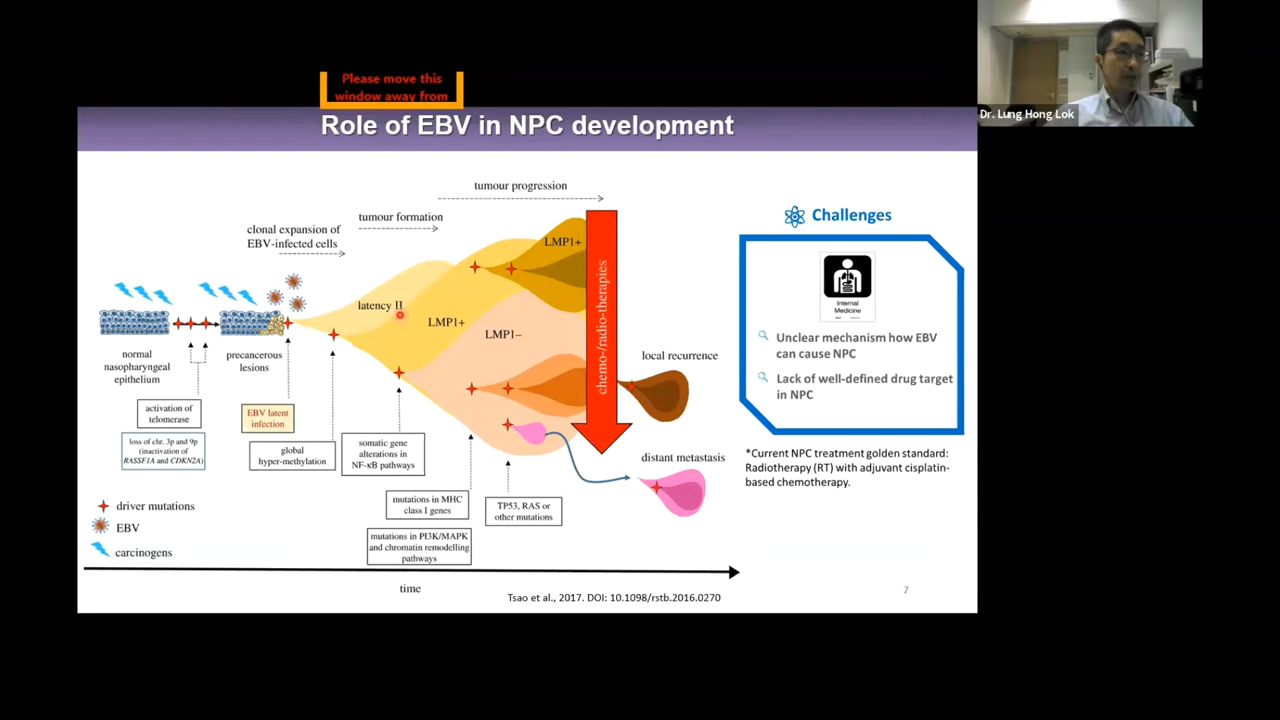 Please move this
window away from
Role of EBV in NPC development
Dr. Lung Hong Lok
tumour progression
tumour formation
clonal expansion of
EBV-infected cells
LMP1+
latency II
LMP1+
LMP1–
chemo-/radio-therapies
normal
nasopharyngeal
epithelium
precancerous
lesions
local recurrence
activation of
telomerase
loss of chr. 3p and 9p
(inactivation of
RASSF1A and CDKN2A)
EBV latent
infection
global
hyper-methylation
somatic gene
alterations in
NF-κB pathways
distant metastasis
mutations in MHC
class I genes
TP53, RAS or
other mutations
mutations in PI3K/MAPK
and chromatin remodelling
pathways
driver mutations
EBV
carcinogens
time
Tsao et al., 2017. DOI: 10.1098/rstb.2016.0270
Challenges
Internal
Medicine
Unclear mechanism how EBV
can cause NPC
Lack of well-defined drug target
in NPC
*Current NPC treatment golden standard:
Radiotherapy (RT) with adjuvant cisplatin-
based chemotherapy.
7